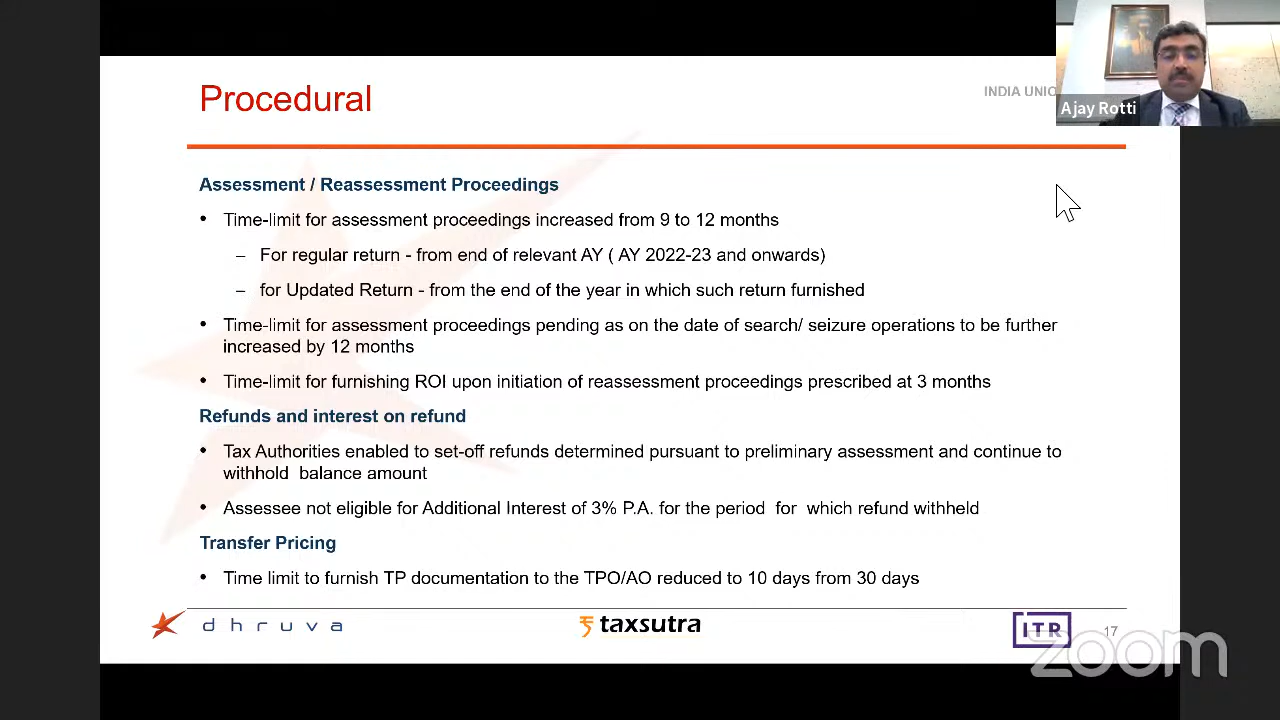 Procedural
INDIA UNIO
Ajay Rotti
Assessment / Reassessment Proceedings
• Time-limit for assessment proceedings increased from 9 to 12 months
– For regular return - from end of relevant AY ( AY 2022-23 and onwards)
– for Updated Return - from the end of the year in which such return furnished
• Time-limit for assessment proceedings pending as on the date of search/ seizure operations to be further
increased by 12 months
• Time-limit for furnishing ROI upon initiation of reassessment proceedings prescribed at 3 months
Refunds and interest on refund
• Tax Authorities enabled to set-off refunds determined pursuant to preliminary assessment and continue to
withhold balance amount
• Assessee not eligible for Additional Interest of 3% P.A. for the period for which refund withheld
Transfer Pricing
• Time limit to furnish TP documentation to the TPO/AO reduced to 10 days from 30 days
dhruva
taxsutra
ITR
17
zoom